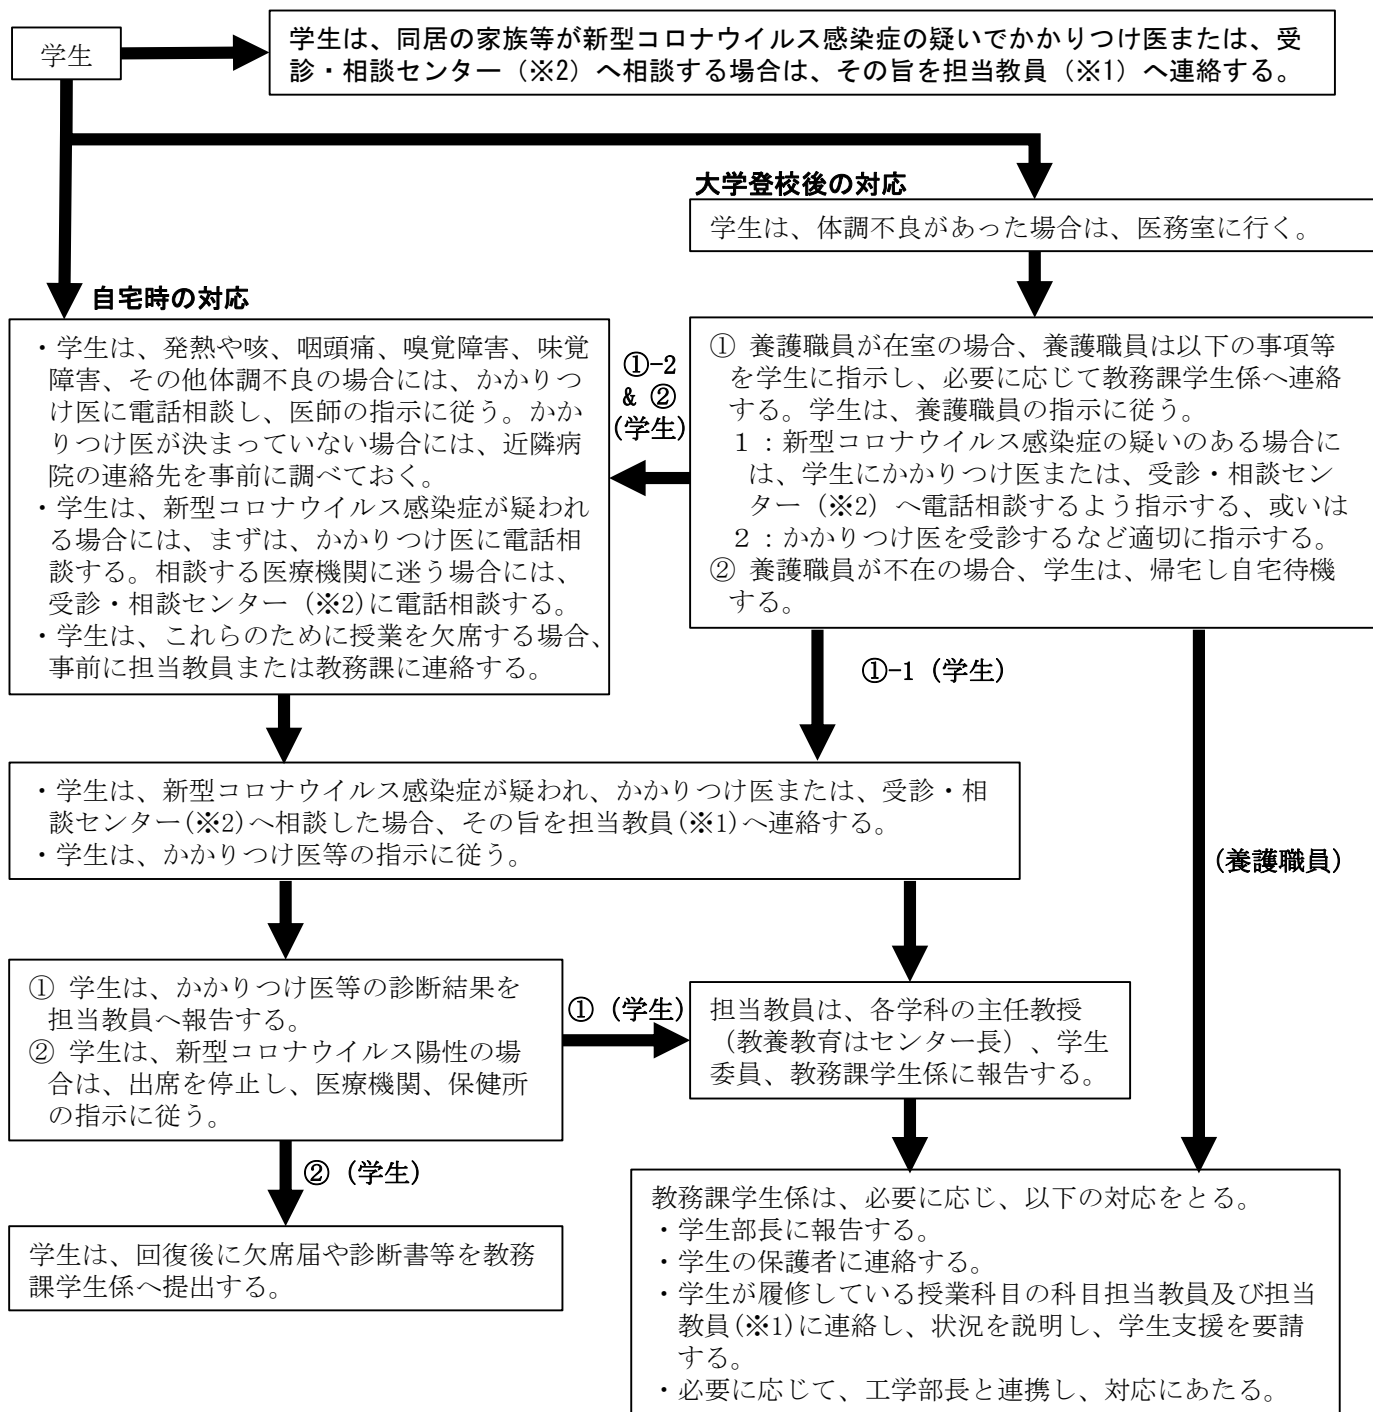 学生
学生は、同居の家族等が新型コロナウイルス感染症の疑いでかかりつけ医または、受
診・相談センター（※2）へ相談する場合は、その旨を担当教員（※1）へ連絡する。
大学登校後の対応
学生は、体調不良があった場合は、医務室に行く。
自宅時の対応
・学生は、発熱や咳、咽頭痛、嗅覚障害、味覚
障害、その他体調不良の場合には、かかりつ
け医に電話相談し、医師の指示に従う。かか
りつけ医が決まっていない場合には、近隣病
院の連絡先を事前に調べておく。
・学生は、新型コロナウイルス感染症が疑われ
る場合には、まずは、かかりつけ医に電話相
談する。相談する医療機関に迷う場合には、
受診・相談センター（※2)に電話相談する。
・学生は、これらのために授業を欠席する場合、
事前に担当教員または教務課に連絡する。
①-2
& ②
(学生)
① 養護職員が在室の場合、養護職員は以下の事項等
を学生に指示し、必要に応じて教務課学生係へ連絡
する。学生は、養護職員の指示に従う。
１：新型コロナウイルス感染症の疑いのある場合に
は、学生にかかりつけ医または、受診・相談セン
ター（※2）へ電話相談するよう指示する、或いは
２：かかりつけ医を受診するなど適切に指示する。
② 養護職員が不在の場合、学生は、帰宅し自宅待機
する。
①-1（学生）
(養護職員)
・学生は、新型コロナウイルス感染症が疑われ、かかりつけ医または、受診・相
談センター(※2)へ相談した場合、その旨を担当教員(※1)へ連絡する。
・学生は、かかりつけ医等の指示に従う。
① 学生は、かかりつけ医等の診断結果を
担当教員へ報告する。
② 学生は、新型コロナウイルス陽性の場
合は、出席を停止し、医療機関、保健所
の指示に従う。
①（学生）
担当教員は、各学科の主任教授
（教養教育はセンター長）、学生
委員、教務課学生係に報告する。
②（学生）
学生は、回復後に欠席届や診断書等を教務
課学生係へ提出する。
教務課学生係は、必要に応じ、以下の対応をとる。
・学生部長に報告する。
・学生の保護者に連絡する。
・学生が履修している授業科目の科目担当教員及び担当
教員(※1)に連絡し、状況を説明し、学生支援を要請
する。
・必要に応じて、工学部長と連携し、対応にあたる。